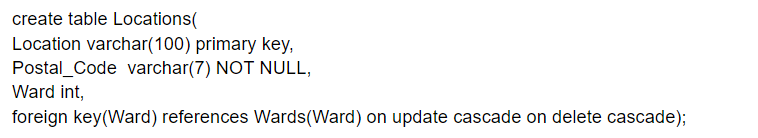 create table Locations(
Location varchar(100) primary key,
Postal_Code  varchar(7) NOT NULL,
Ward int,
foreign key(Ward) references Wards(Ward) on update cascade on delete cascade);